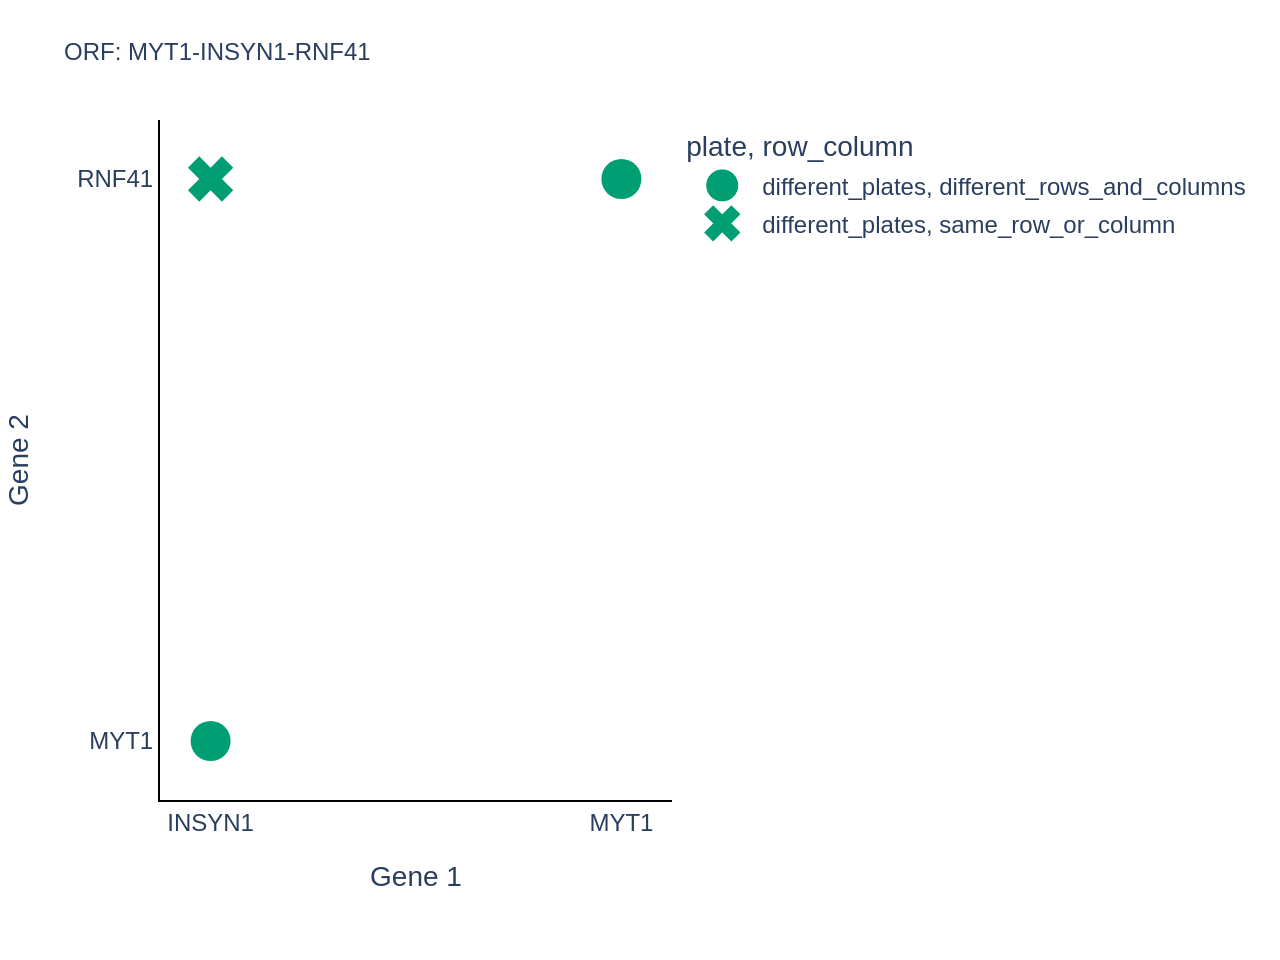 ORF: MYT1-INSYN1-RNF41
plate, row_column
different_plates, different_rows_and_columns
different_plates, same_row_or_column
RNF41
Gene 2
MYT1
INSYN1
MYT1
Gene 1